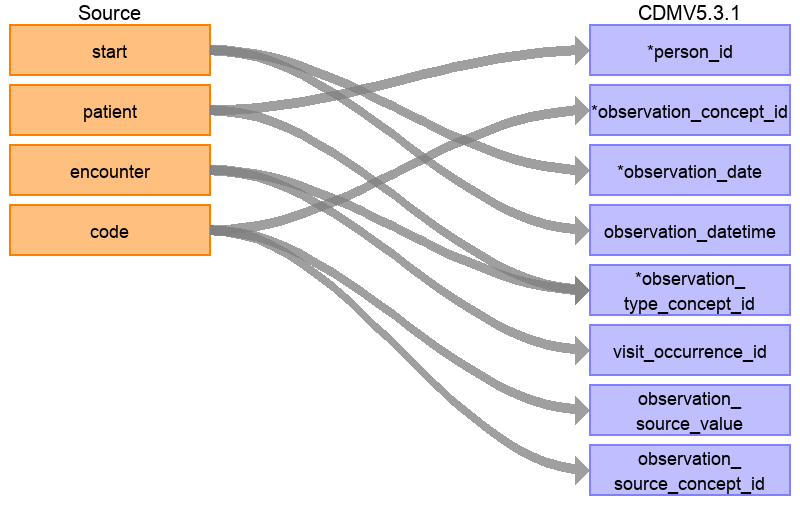 Source
CDMV5.3.1
start
*person_id
patient
*observation_concept_id
encounter
*observation_date
code
observation_datetime
*observation_
type_concept_id
visit_occurrence_id
observation_
source_value
observation_
source_concept_id